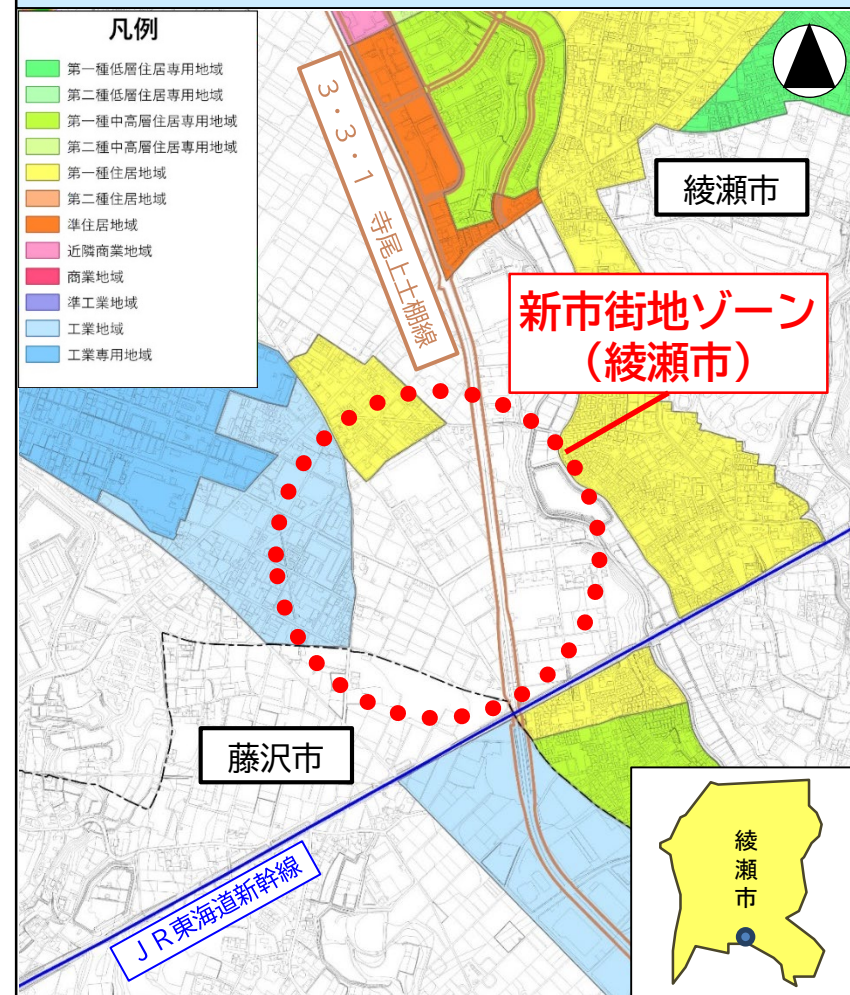 凡例
第一種低層住居専用地域
第二種低層住居専用地域
第一種中高層住居専用地域
第二種中高層住居専用地域
第一種住居地域
第二種住居地域
準住居地域
近隣商業地域
商業地域
準工業地域
工業地域
工業専用地域
3・3・1 寺尾上土棚線
綾瀬市
新市街地ゾーン
(綾瀬市)
藤沢市
JR東海道新幹線
綾瀬市